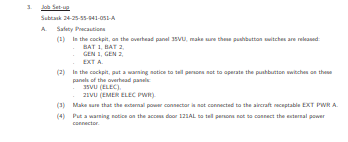 3. Job Set-up
Subtask 24-25-55-941-051-A
A. Safety Precautions
(1) In the cockpit, on the overhead panel 35VU, make sure these pushbutton switches are released:
. BAT 1, BAT 2,
. GEN 1, GEN 2,
. EXT A.
(2) In the cockpit, put a warning notice to tell persons not to operate the pushbutton switches on these
panels of the overhead panels:
. 35VU (ELEC),
. 21VU (EMER ELEC PWR).
(3) Make sure that the external power connector is not connected to the aircraft receptacle EXT PWR A.
(4) Put a warning notice on the access door 121AL to tell persons not to connect the external power
connector.